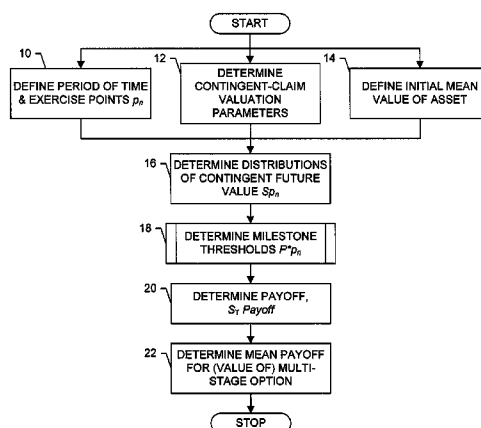 START
10
DEFINE PERIOD OF TIME
& EXERCISE POINTS pn
12
DETERMINE
CONTINGENT-CLAIM
VALUATION
PARAMETERS
14
DEFINE INITIAL MEAN
VALUE OF ASSET
16
DETERMINE DISTRIBUTIONS
OF CONTINGENT FUTURE
VALUE Spn
18
DETERMINE MILESTONE
THRESHOLDS P*pn
20
DETERMINE PAYOFF,
ST Payoff
22
DETERMINE MEAN PAYOFF
FOR (VALUE OF) MULTI-
STAGE OPTION
STOP